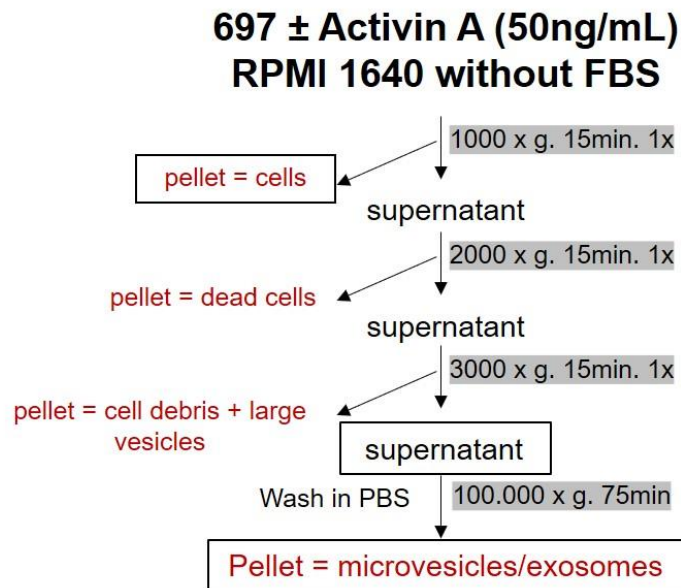 697 ± Activin A (50ng/mL)
RPMI 1640 without FBS
1000 x g. 15min. 1x
pellet = cells
supernatant
2000 x g. 15min. 1x
pellet = dead cells
supernatant
3000 x g. 15min. 1x
pellet = cell debris + large
vesicles
supernatant
Wash in PBS
100.000 x g. 75min
Pellet = microvesicles/exosomes